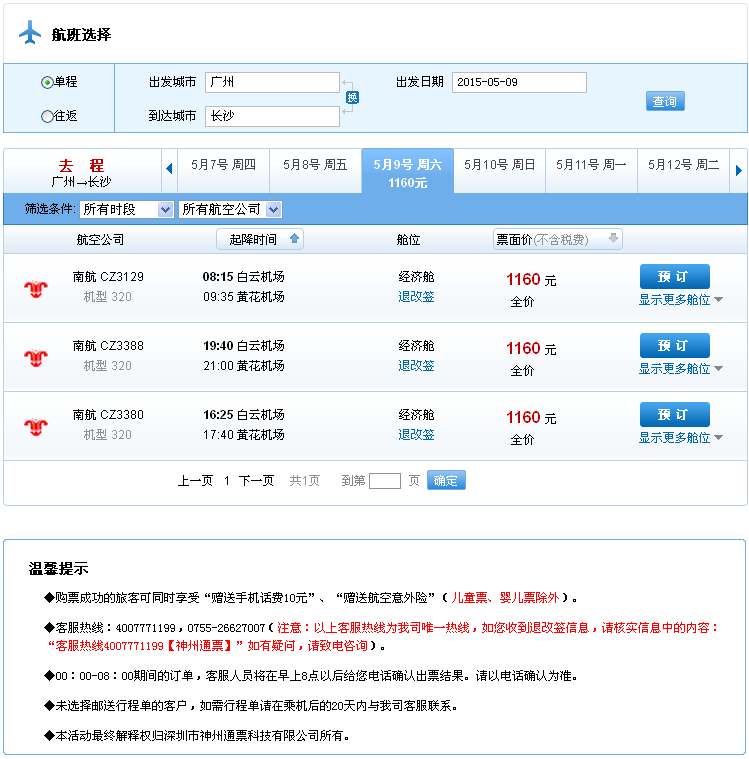 航班选择
单程 出发城市 广州 出发日期 2015-05-09
换 查询
往返 到达城市 长沙
去 程 5月7号 周四 5月8号 周五 5月9号 周六 5月10号 周日 5月11号 周一 5月12号 周二
广州→长沙 1160元
筛选条件: 所有时段 所有航空公司
航空公司 起降时间 舱位 票面价(不含税费)
南航 CZ3129 08:15 白云机场 经济舱 1160 元 预 订
机型 320 09:35 黄花机场 退改签 全价 显示更多舱位
南航 CZ3388 19:40 白云机场 经济舱 1160 元 预 订
机型 320 21:00 黄花机场 退改签 全价 显示更多舱位
南航 CZ3380 16:25 白云机场 经济舱 1160 元 预 订
机型 320 17:40 黄花机场 退改签 全价 显示更多舱位
上一页 1 下一页 共1页 到第 页 确定
温馨提示
◆购票成功的旅客可同时享受“赠送手机话费10元”、“赠送航空意外险”（儿童票、婴儿票除外）。
◆客服热线：4007771199，0755-26627007（注意：以上客服热线为我司唯一热线，如您收到退改签信息，请核实信息中的内容：
“客服热线4007771199【神州通票】”如有疑问，请致电咨询）。
◆00：00-08：00期间的订单，客服人员将在早上8点以后给您电话确认出票结果。请以电话确认为准。
◆未选择邮送行程单的客户，如需行程单请在乘机后的20天内与我司客服联系。
◆本活动最终解释权归深圳市神州通票科技有限公司所有。